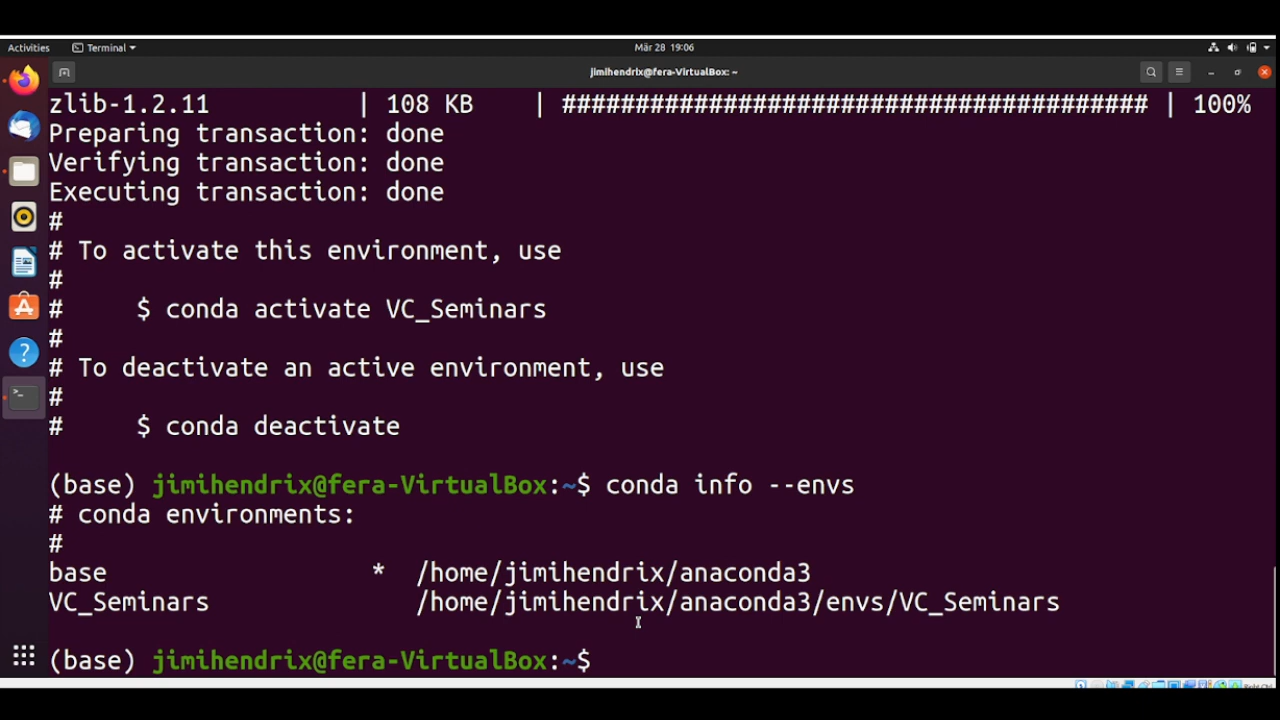 Activities Terminal Mär 28 19:06
jimihendrix@fera-VirtualBox: ~
zlib-1.2.11 | 108 KB | ######################################## | 100%
Preparing transaction: done
Verifying transaction: done
Executing transaction: done
#
# To activate this environment, use
#
# $ conda activate VC_Seminars
#
# To deactivate an active environment, use
#
# $ conda deactivate
(base) jimihendrix@fera-VirtualBox:~$ conda info --envs
# conda environments:
#
base * /home/jimihendrix/anaconda3
VC_Seminars /home/jimihendrix/anaconda3/envs/VC_Seminars
(base) jimihendrix@fera-VirtualBox:~$